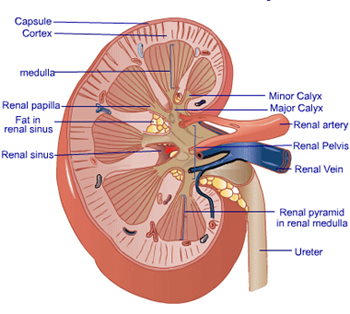 Capsule
Cortex
medulla
Renal papilla
Fat in
renal sinus
Renal sinus
Minor Calyx
Major Calyx
Renal artery
Renal Pelvis
Renal Vein
Renal pyramid
in renal medulla
Ureter